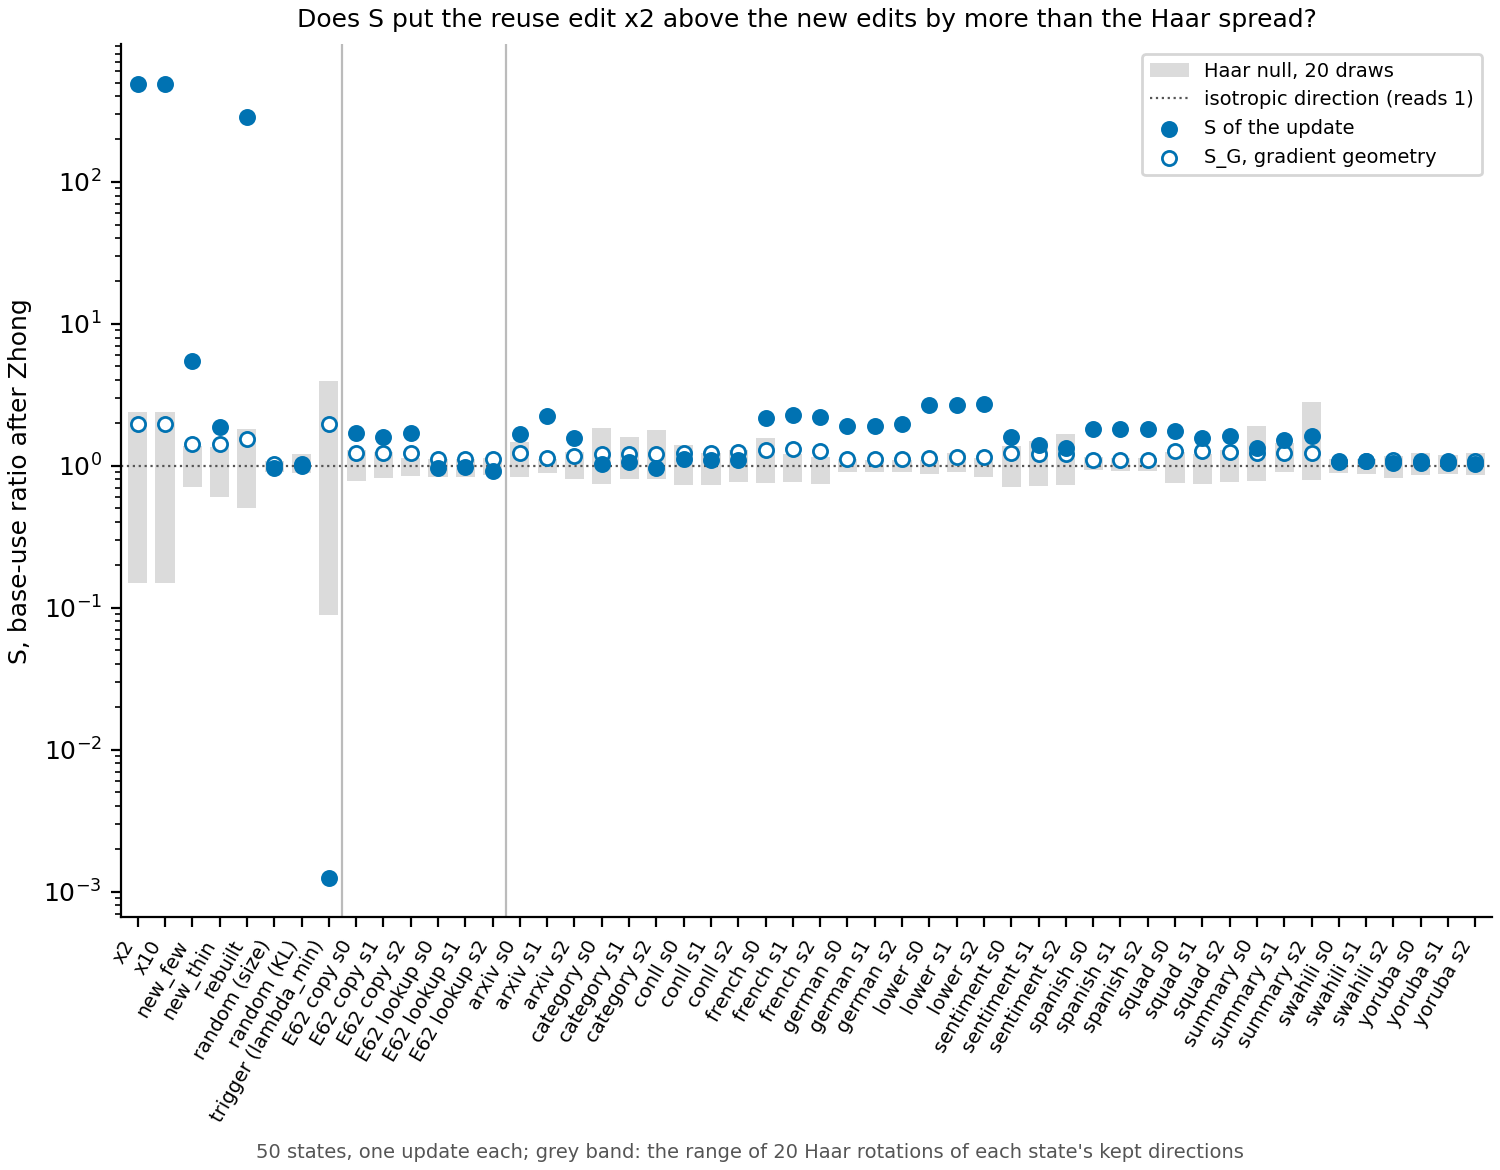 Does S put the reuse edit x2 above the new edits by more than the Haar spread?
Haar null, 20 draws
isotropic direction (reads 1)
S of the update
S_G, gradient geometry
S, base-use ratio after Zhong
10²
10¹
10⁰
10⁻¹
10⁻²
10⁻³
x2
x10
new_few
new_thin
rebuilt
random (size)
random (KL)
trigger (lambda_min)
E62 copy s0
E62 copy s1
E62 copy s2
E62 lookup s0
E62 lookup s1
E62 lookup s2
arxiv s0
arxiv s1
arxiv s2
category s0
category s1
category s2
conll s0
conll s1
conll s2
french s0
french s1
french s2
german s0
german s1
german s2
lower s0
lower s1
lower s2
sentiment s0
sentiment s1
sentiment s2
spanish s0
spanish s1
spanish s2
squad s0
squad s1
squad s2
summary s0
summary s1
summary s2
swahili s0
swahili s1
swahili s2
yoruba s0
yoruba s1
yoruba s2
50 states, one update each; grey band: the range of 20 Haar rotations of each state's kept directions